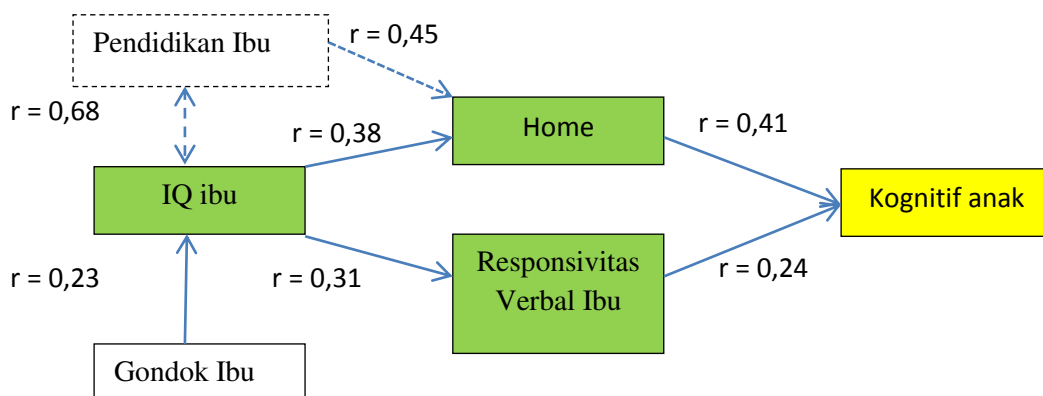 Pendidikan Ibu
r = 0,45
r = 0,68
r = 0,38
Home
r = 0,41
IQ ibu
Kognitif anak
r = 0,23
r = 0,31
Responsivitas
Verbal Ibu
r = 0,24
Gondok Ibu